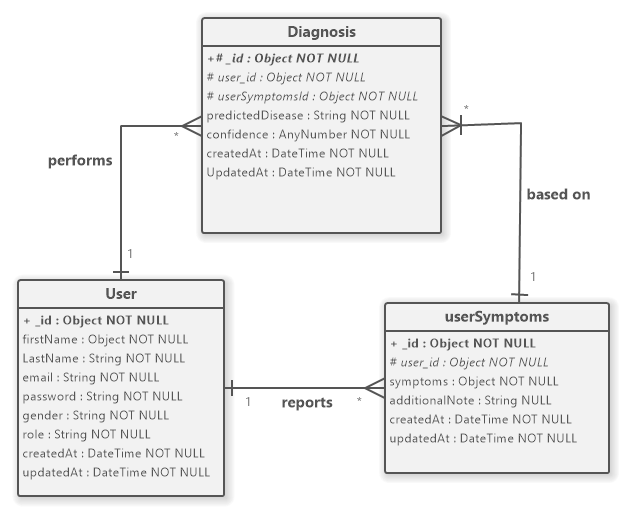 Diagnosis
+# _id : Object NOT NULL
# user_id : Object NOT NULL
# userSymptomsId : Object NOT NULL
predictedDisease : String NOT NULL
confidence : AnyNumber NOT NULL
createdAt : DateTime NOT NULL
UpdatedAt : DateTime NOT NULL
*
*
performs
based on
1
1
User
+ _id : Object NOT NULL
firstName : Object NOT NULL
LastName : String NOT NULL
email : String NOT NULL
password : String NOT NULL
gender : String NOT NULL
role : String NOT NULL
createdAt : DateTime NOT NULL
updatedAt : DateTime NOT NULL
1
reports
*
userSymptoms
+ _id : Object NOT NULL
# user_id : Object NOT NULL
symptoms : Object NOT NULL
additionalNote : String NULL
createdAt : DateTime NOT NULL
updatedAt : DateTime NOT NULL